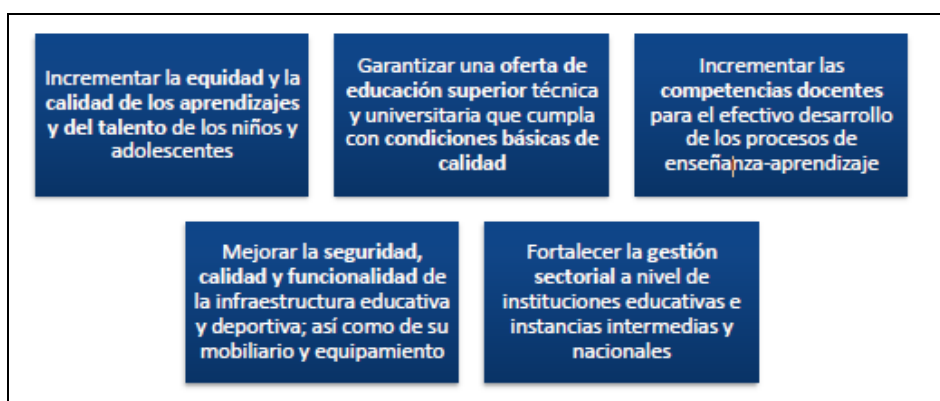 Incrementar la equidad y la
calidad de los aprendizajes
y del talento de los niños y
adolescentes
Garantizar una oferta de
educación superior técnica
y universitaria que cumpla
con condiciones básicas de
calidad
Incrementar las
competencias docentes
para el efectivo desarrollo
de los procesos de
enseñanza-aprendizaje
Mejorar la seguridad,
calidad y funcionalidad de
la infraestructura educativa
y deportiva; así como de su
mobiliario y equipamiento
Fortalecer la gestión
sectorial a nivel de
instituciones educativas e
instancias intermedias y
nacionales